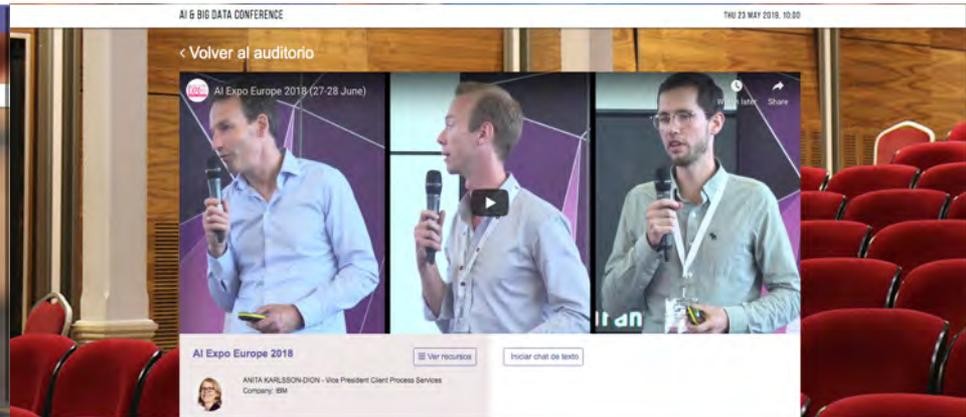 AI & BIG DATA CONFERENCE
THU 23 MAY 2019, 10:00
< Volver al auditorio
AI Expo Europe 2018 (27-28 June)
Watch later
Share
ran
AI Expo Europe 2018
Ver recursos
Iniciar chat de texto
ANITA KARLSSON-DION - Vice President Client Process Services
Company: IBM